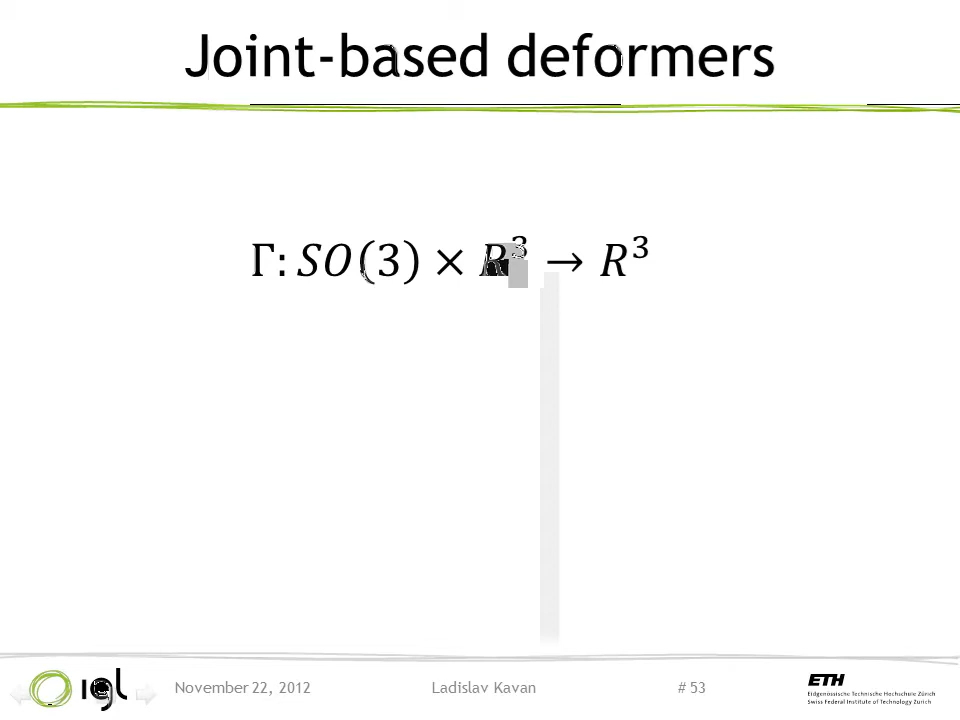 Joint-based deformers
Γ: SO(3) × R³ → R³
igl
November 22, 2012
Ladislav Kavan
# 53
ETH
Eidgenössische Technische Hochschule Zürich
Swiss Federal Institute of Technology Zurich